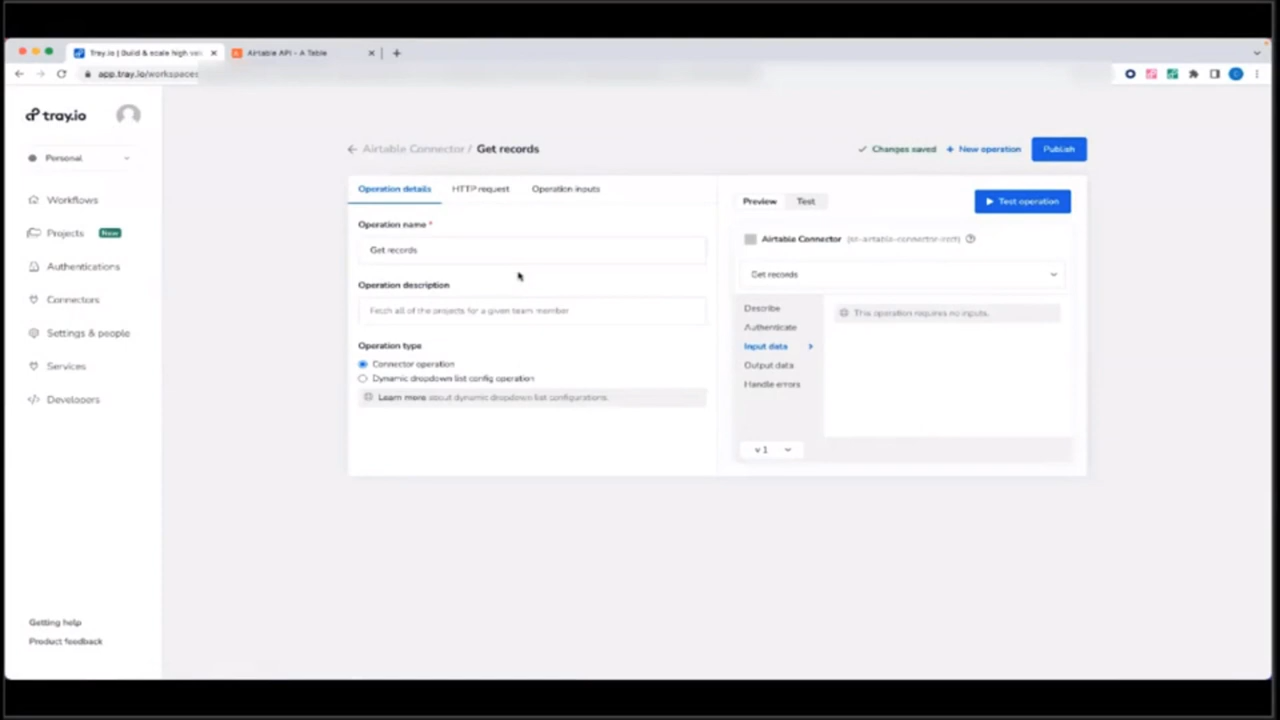 Tray.io | Build & scale high ver
Airtable API - A Table
app.tray.io/workspaces
tray.io
Personal
Workflows
Projects New
Authentications
Connectors
Settings & people
Services
Developers
Getting help
Product feedback
Airtable Connector / Get records
Changes saved
+ New operation
Publish
Operation details
HTTP request
Operation inputs
Operation name *
Get records
Operation description
Fetch all of the projects for a given team member
Operation type
Connector operation
Dynamic dropdown list config operation
Learn more about dynamic dropdown list configurations.
Preview
Test
Test operation
Airtable Connector
Get records
Describe
Authenticate
Input data
Output data
Handle errors
This operation requires no inputs.
v 1